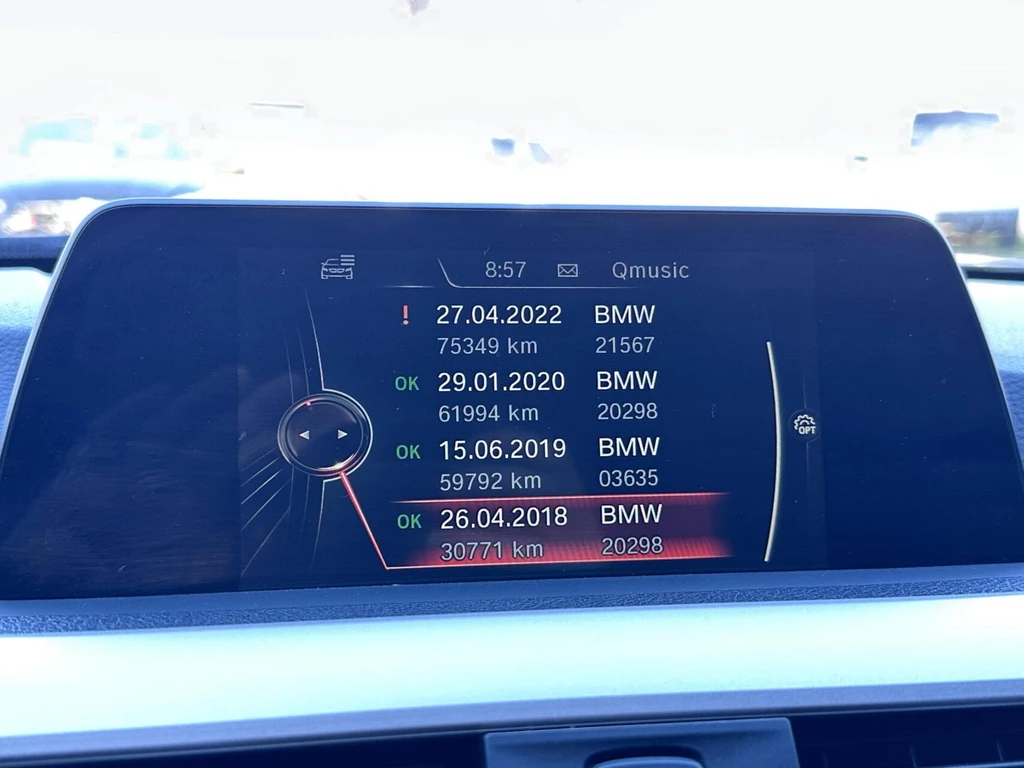 8:57 Qmusic
! 27.04.2022 BMW
75349 km 21567
OK 29.01.2020 BMW
61994 km 20298
OK 15.06.2019 BMW
59792 km 03635
OK 26.04.2018 BMW
30771 km 20298
OPT